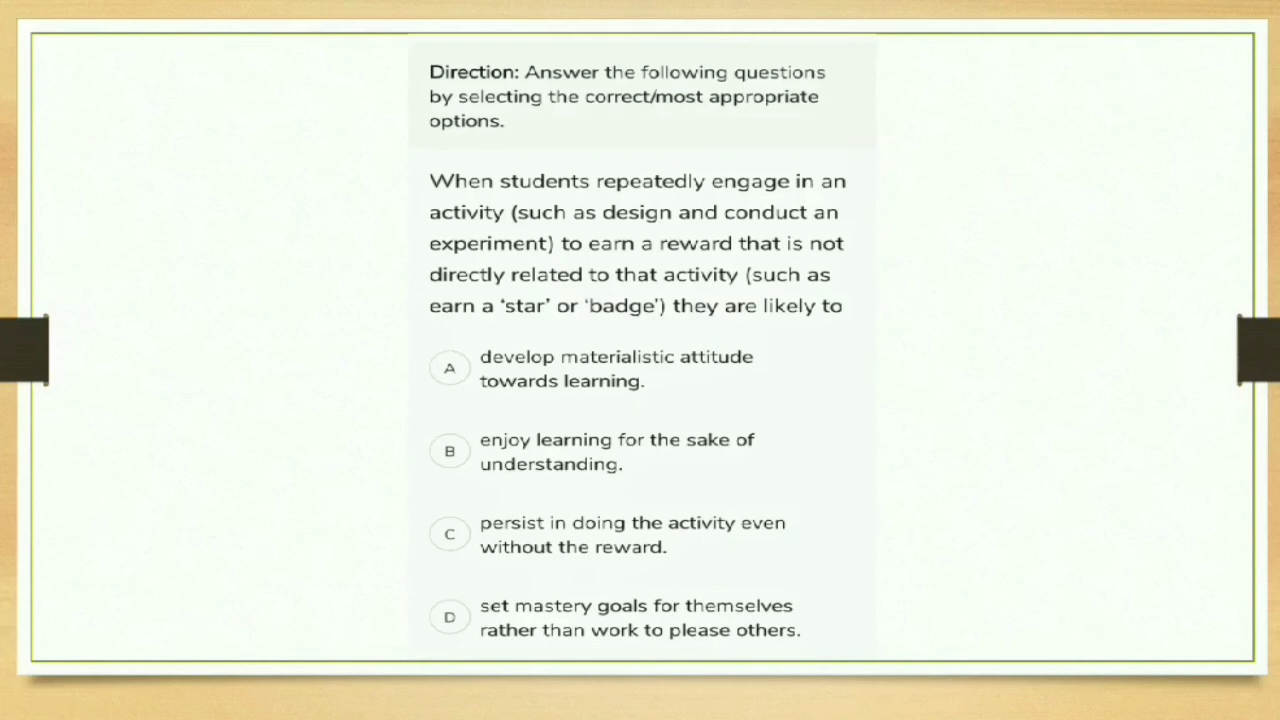 Direction: Answer the following questions
by selecting the correct/most appropriate
options.
When students repeatedly engage in an
activity (such as design and conduct an
experiment) to earn a reward that is not
directly related to that activity (such as
earn a ‘star’ or ‘badge’) they are likely to
A develop materialistic attitude
towards learning.
B enjoy learning for the sake of
understanding.
C persist in doing the activity even
without the reward.
D set mastery goals for themselves
rather than work to please others.